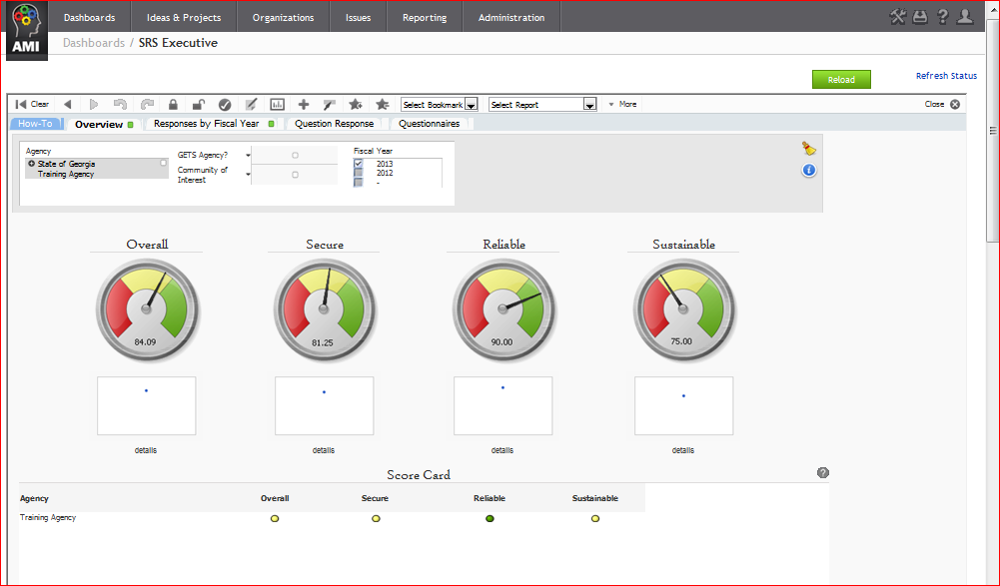 Dashboards Ideas & Projects Organizations Issues Reporting Administration
AMI
Dashboards / SRS Executive
Reload Refresh Status
Clear Select Bookmark Select Report More Close
How-To Overview Responses by Fiscal Year Question Response Questionnaires
Agency
State of Georgia
Training Agency
GETS Agency?
Community of
Interest
Fiscal Year
2013
2012
-
Overall Secure Reliable Sustainable
84.09 81.25 90.00 75.00
details details details details
Score Card
Agency Overall Secure Reliable Sustainable
Training Agency